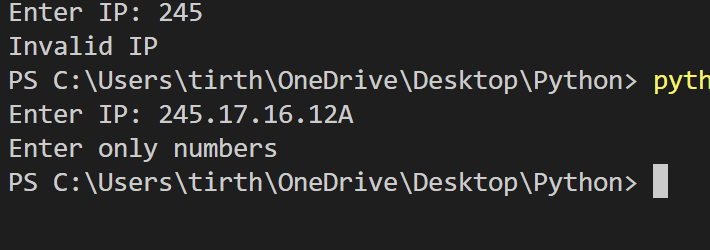 Enter IP: 245
Invalid IP
PS C:\Users\tirth\OneDrive\Desktop\Python> pyth
Enter IP: 245.17.16.12A
Enter only numbers
PS C:\Users\tirth\OneDrive\Desktop\Python>